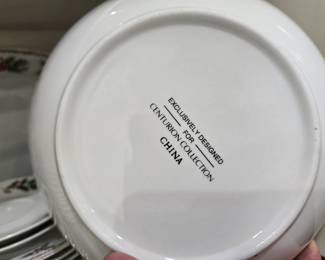 EXCLUSIVELY DESIGNED
FOR
CENTURION COLLECTION
CHINA